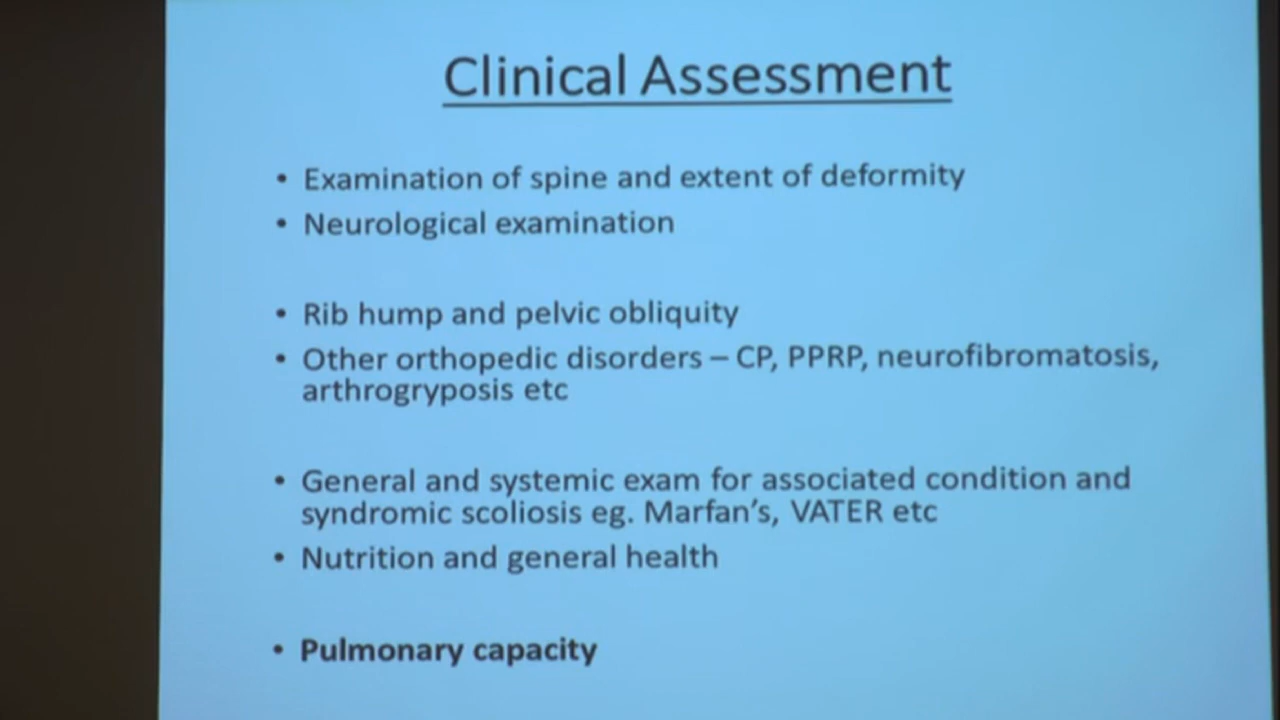 Clinical Assessment
• Examination of spine and extent of deformity
• Neurological examination
• Rib hump and pelvic obliquity
• Other orthopedic disorders – CP, PPRP, neurofibromatosis,
arthrogryposis etc
• General and systemic exam for associated condition and
syndromic scoliosis eg. Marfan’s, VATER etc
• Nutrition and general health
• Pulmonary capacity